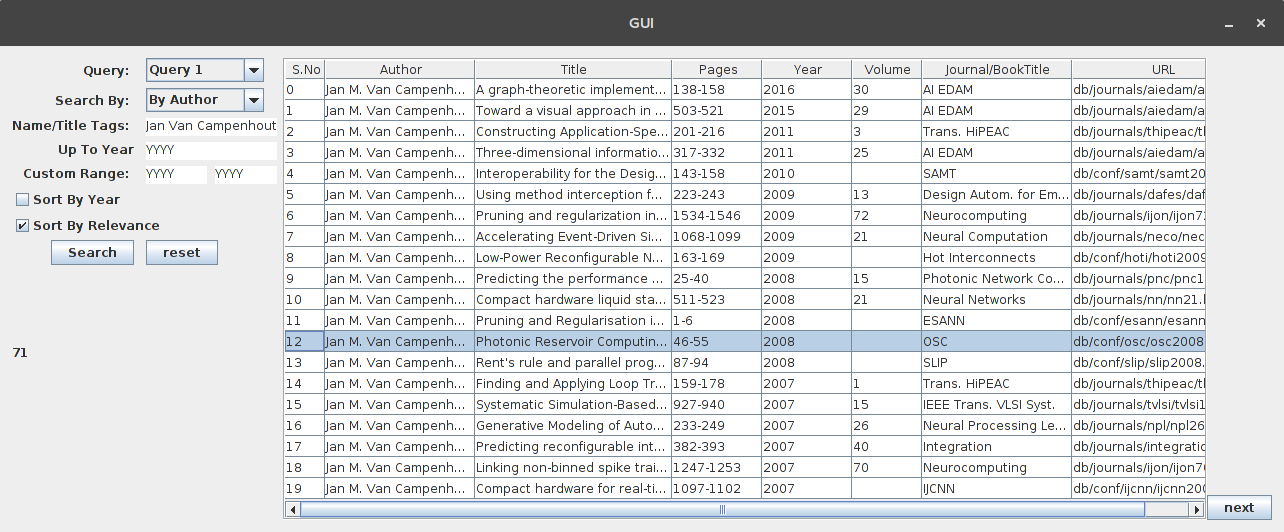 GUI
Query: Query 1
Search By: By Author
Name/Title Tags: Jan Van Campenhout
Up To Year YYYY
Custom Range: YYYY YYYY
Sort By Year
Sort By Relevance
Search reset
71
S.No Author Title Pages Year Volume Journal/BookTitle URL
0 Jan M. Van Campenh... A graph-theoretic implement... 138-158 2016 30 AI EDAM db/journals/aiedam/a
1 Jan M. Van Campenh... Toward a visual approach in ... 503-521 2015 29 AI EDAM db/journals/aiedam/a
2 Jan M. Van Campenh... Constructing Application-Spe... 201-216 2011 3 Trans. HiPEAC db/journals/thipeac/tl
3 Jan M. Van Campenh... Three-dimensional informatio... 317-332 2011 25 AI EDAM db/journals/aiedam/a
4 Jan M. Van Campenh... Interoperability for the Desig... 143-158 2010 SAMT db/conf/samt/samt20
5 Jan M. Van Campenh... Using method interception f... 223-243 2009 13 Design Autom. for Em... db/journals/dafes/daf
6 Jan M. Van Campenh... Pruning and regularization in... 1534-1546 2009 72 Neurocomputing db/journals/ijon/ijon7
7 Jan M. Van Campenh... Accelerating Event-Driven Si... 1068-1099 2009 21 Neural Computation db/journals/neco/nec
8 Jan M. Van Campenh... Low-Power Reconfigurable N... 163-169 2009 Hot Interconnects db/conf/hoti/hoti2009
9 Jan M. Van Campenh... Predicting the performance ... 25-40 2008 15 Photonic Network Co... db/journals/pnc/pnc1
10 Jan M. Van Campenh... Compact hardware liquid sta... 511-523 2008 21 Neural Networks db/journals/nn/nn21.
11 Jan M. Van Campenh... Pruning and Regularisation i... 1-6 2008 ESANN db/conf/esann/esann
12 Jan M. Van Campenh... Photonic Reservoir Computin... 46-55 2008 OSC db/conf/osc/osc2008
13 Jan M. Van Campenh... Rent's rule and parallel prog... 87-94 2008 SLIP db/conf/slip/slip2008.
14 Jan M. Van Campenh... Finding and Applying Loop Tr... 159-178 2007 1 Trans. HiPEAC db/journals/thipeac/tl
15 Jan M. Van Campenh... Systematic Simulation-Based... 927-940 2007 15 IEEE Trans. VLSI Syst. db/journals/tvlsi/tvlsi1
16 Jan M. Van Campenh... Generative Modeling of Auto... 233-249 2007 26 Neural Processing Le... db/journals/npl/npl26
17 Jan M. Van Campenh... Predicting reconfigurable int... 382-393 2007 40 Integration db/journals/integratio
18 Jan M. Van Campenh... Linking non-binned spike trai... 1247-1253 2007 70 Neurocomputing db/journals/ijon/ijon7
19 Jan M. Van Campenh... Compact hardware for real-ti... 1097-1102 2007 IJCNN db/conf/ijcnn/ijcnn200
next